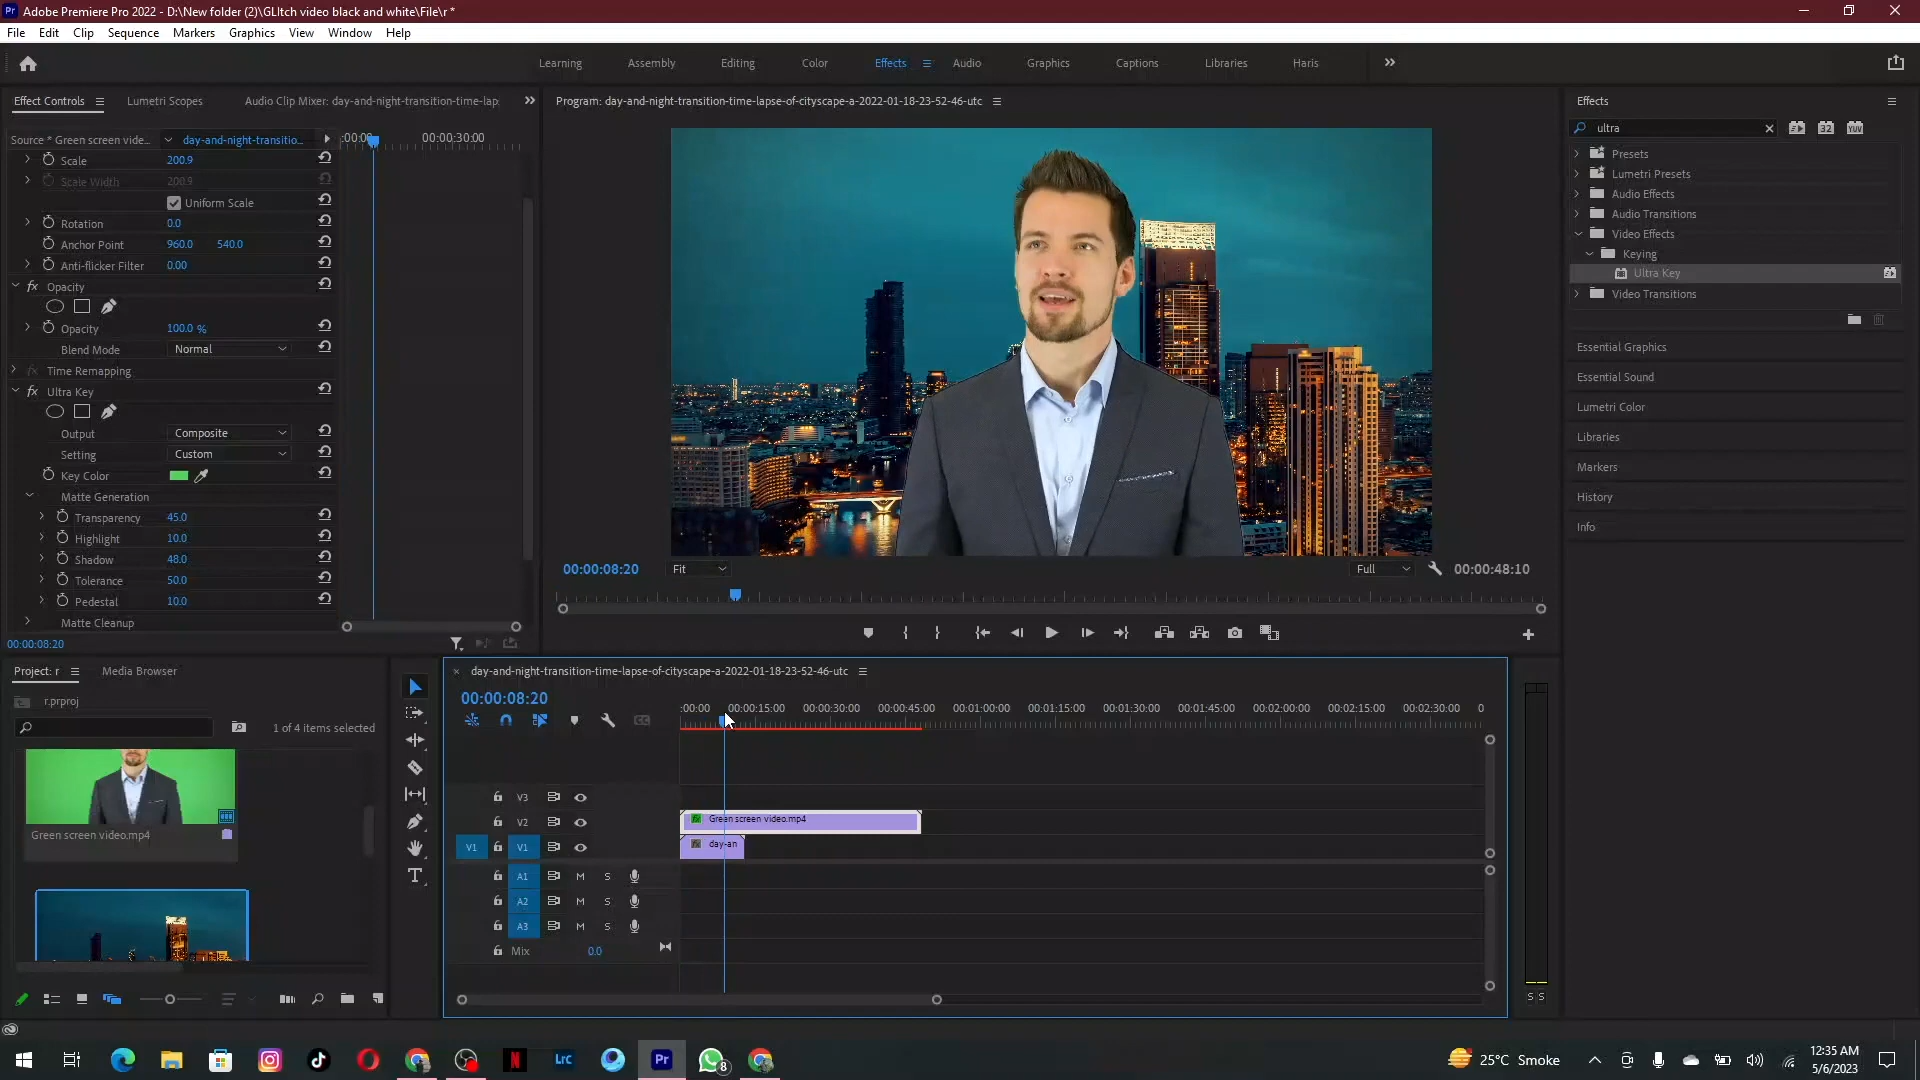 Adobe Premiere Pro 2022 - D:\New folder (2)\GLItch video black and white\File\r *
File Edit Clip Sequence Markers Graphics View Window Help
Learning Assembly Editing Color Effects Audio Graphics Captions Libraries Haris
Effect Controls Lumetri Scopes Audio Clip Mixer: day-and-night-transition-time-lap
Program: day-and-night-transition-time-lapse-of-cityscape-a-2022-01-18-23-52-46-utc
Source * Green screen vide... day-and-night-transitio...
:00:00 00:00:30:00
Scale 200.9
Scale Width 200.9
Uniform Scale
Rotation 0.0
Anchor Point 960.0 540.0
Anti-flicker Filter 0.00
fx Opacity
Opacity 100.0 %
Blend Mode Normal
fx Time Remapping
fx Ultra Key
Output Composite
Setting Custom
Key Color
Matte Generation
Transparency 45.0
Highlight 10.0
Shadow 48.0
Tolerance 50.0
Pedestal 10.0
Matte Cleanup
00:00:08:20
00:00:08:20 Fit Full 00:00:48:10
Effects
ultra
32 YUV
Presets
Lumetri Presets
Audio Effects
Audio Transitions
Video Effects
Keying
Ultra Key
Video Transitions
Essential Graphics
Essential Sound
Lumetri Color
Libraries
Markers
History
Info
Project: r Media Browser
r.prproj
1 of 4 items selected
Green screen video.mp4
day-and-night-transition-time-lapse-of-cityscape-a-2022-01-18-23-52-46-utc
00:00:08:20
:00:00 00:00:15:00 00:00:30:00 00:00:45:00 00:01:00:00 00:01:15:00 00:01:30:00 00:01:45:00 00:02:00:00 00:02:15:00 00:02:30:00 0
CC
V3
V2 fx Green screen video.mp4
V1 V1 fx day-an
A1 M S
A2 M S
A3 M S
Mix 0.0
S S
N Lrc Pr 8
25°C Smoke
12:35 AM
5/6/2023